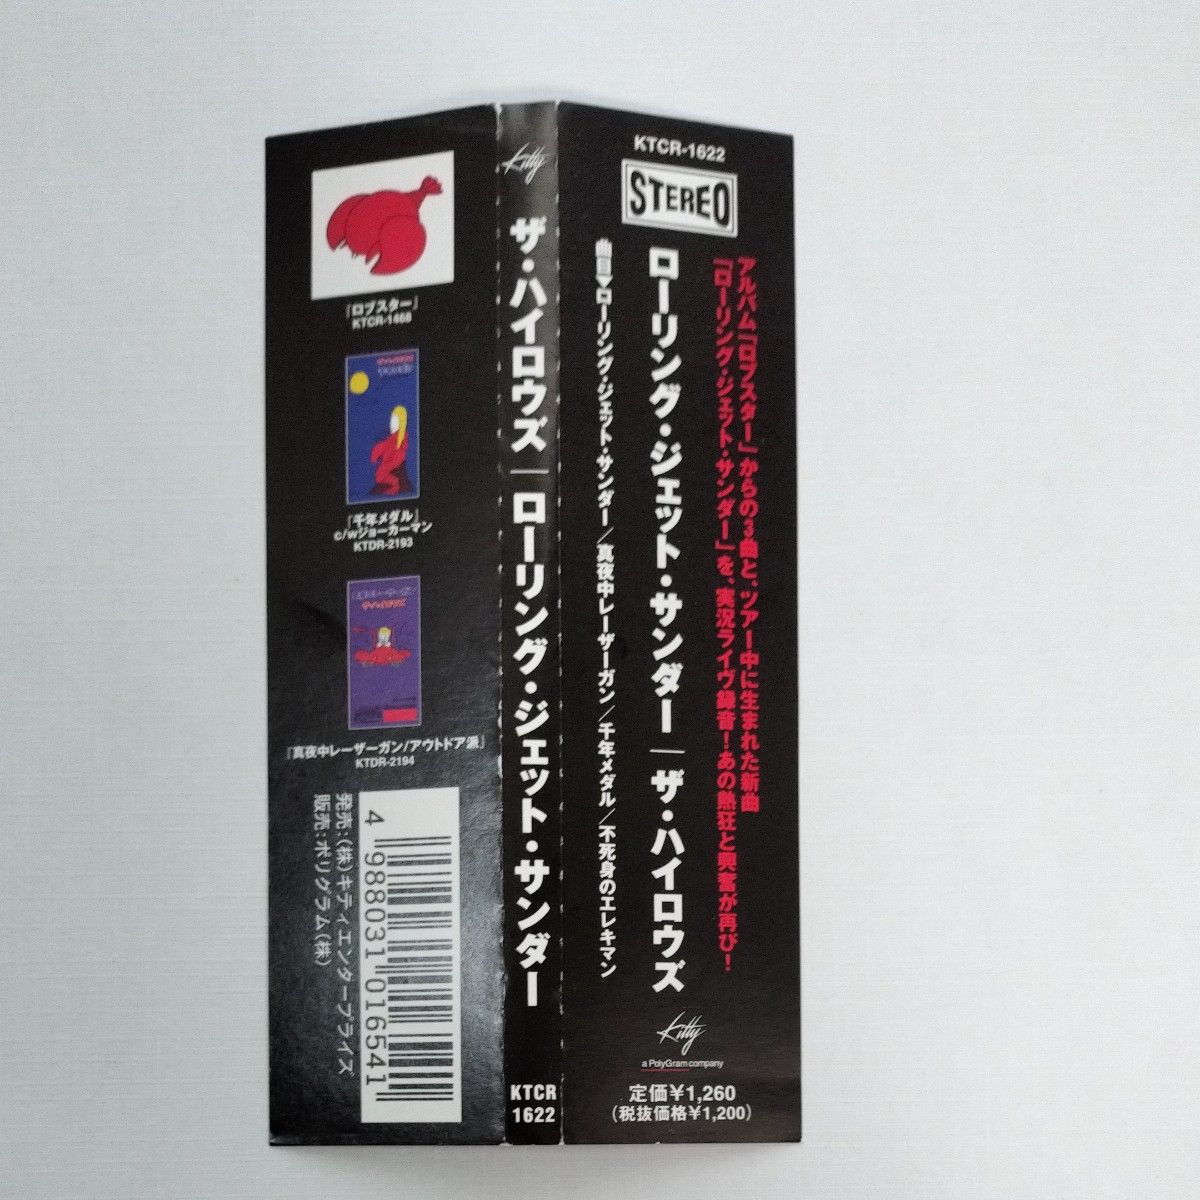 KTCR-1622
STEREO
アルバム「ロブスター」からの3曲と、ツアー中に生まれた新曲
「ローリング・ジェット・サンダー」を、実況ライヴ録音!あの熱狂と興奮が再び!
ローリング・ジェット・サンダー│ザ・ハイロウズ
曲目▼ローリング・ジェット・サンダー/真夜中レーザーガン/千年メダル/不死身のエレキマン
Kitty
a PolyGram company
定価¥1,260
(税抜価格¥1,200)
Kitty
ザ・ハイロウズ│ローリング・ジェット・サンダー
KTCR
1622
「ロブスター」
KTCR-1468
「千年メダル」
c/wジョーカーマン
KTDR-2193
「真夜中レーザーガン/アウトドア派」
KTDR-2194
4 988031 016541
発売:(株)キティエンタープライズ
販売:ポリグラム(株)